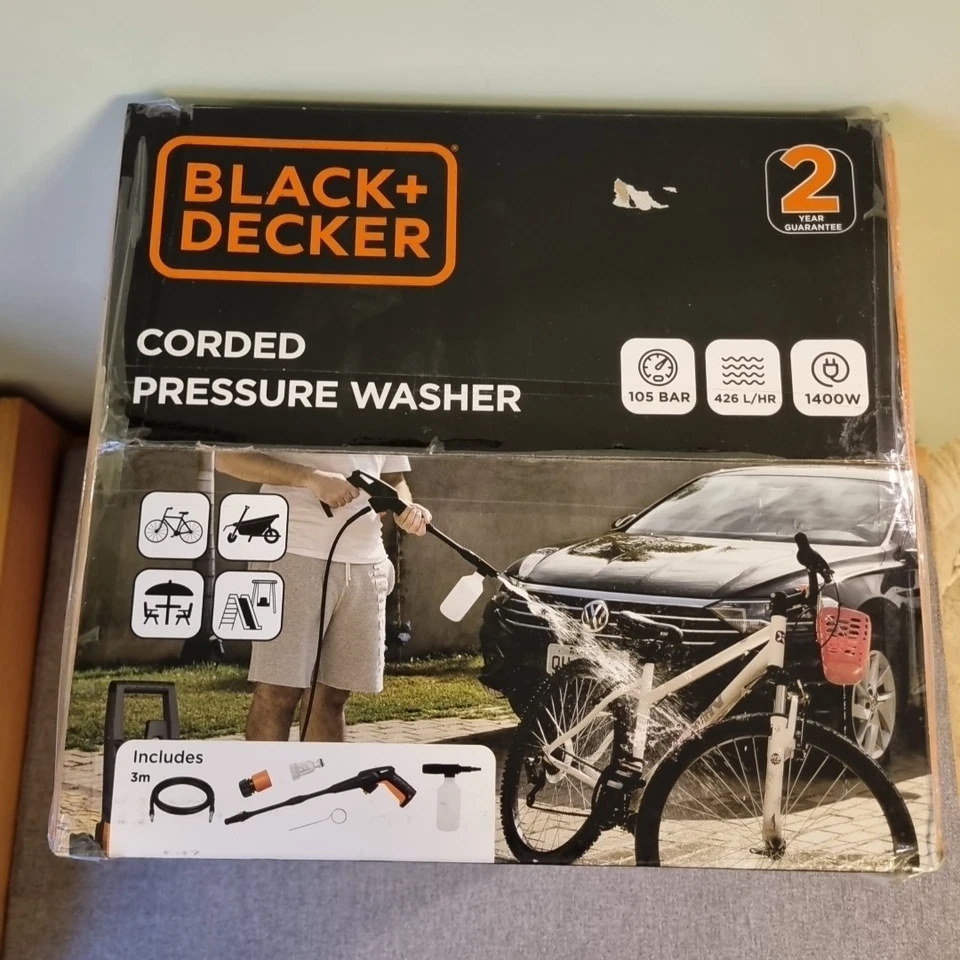 BLACK+
DECKER®
2
YEAR
GUARANTEE
CORDED
PRESSURE WASHER
105 BAR
426 L/HR
1400W
Includes
3m